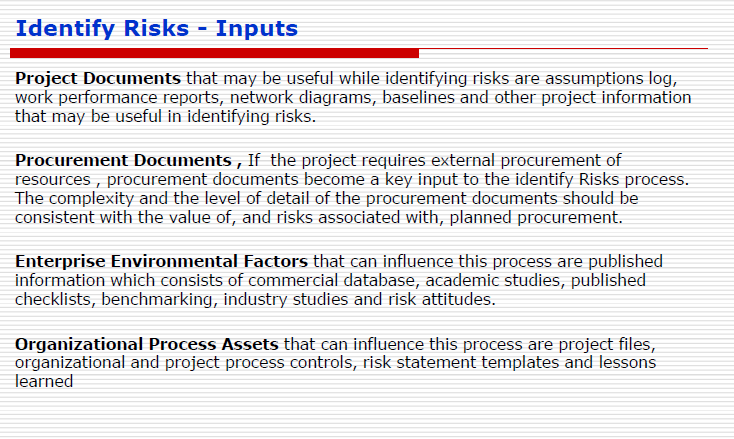 Identify Risks - Inputs
Project Documents that may be useful while identifying risks are assumptions log,
work performance reports, network diagrams, baselines and other project information
that may be useful in identifying risks.
Procurement Documents , If  the project requires external procurement of
resources , procurement documents become a key input to the identify Risks process.
The complexity and the level of detail of the procurement documents should be
consistent with the value of, and risks associated with, planned procurement.
Enterprise Environmental Factors that can influence this process are published
information which consists of commercial database, academic studies, published
checklists, benchmarking, industry studies and risk attitudes.
Organizational Process Assets that can influence this process are project files,
organizational and project process controls, risk statement templates and lessons
learned